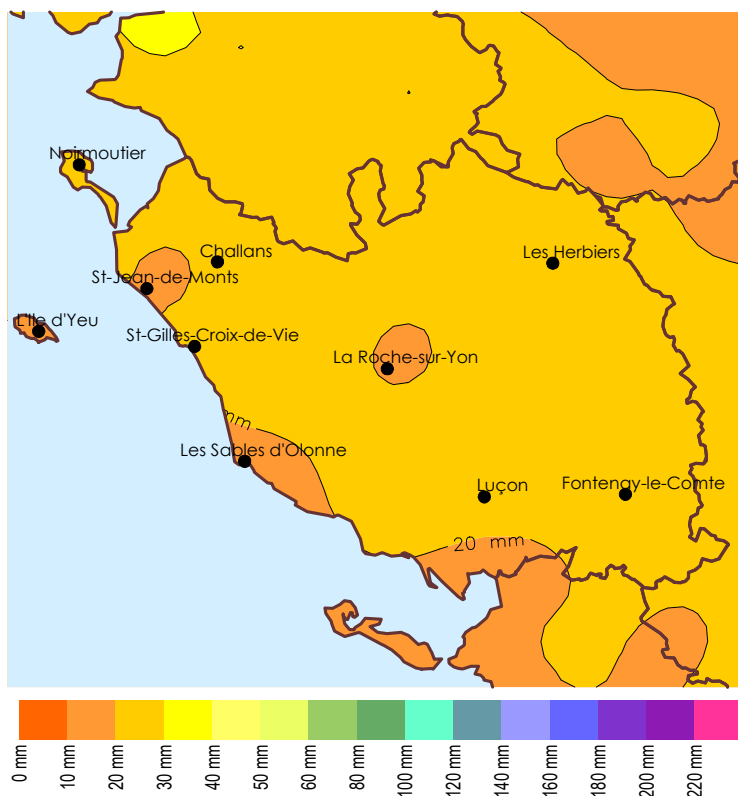 Noirmoutier
Challans
Les Herbiers
St-Jean-de-Monts
L'Ile d'Yeu
St-Gilles-Croix-de-Vie
La Roche-sur-Yon
mm
Les Sables d'Olonne
Luçon
Fontenay-le-Comte
20 mm
0 mm
10 mm
20 mm
30 mm
40 mm
50 mm
60 mm
80 mm
100 mm
120 mm
140 mm
160 mm
180 mm
200 mm
220 mm